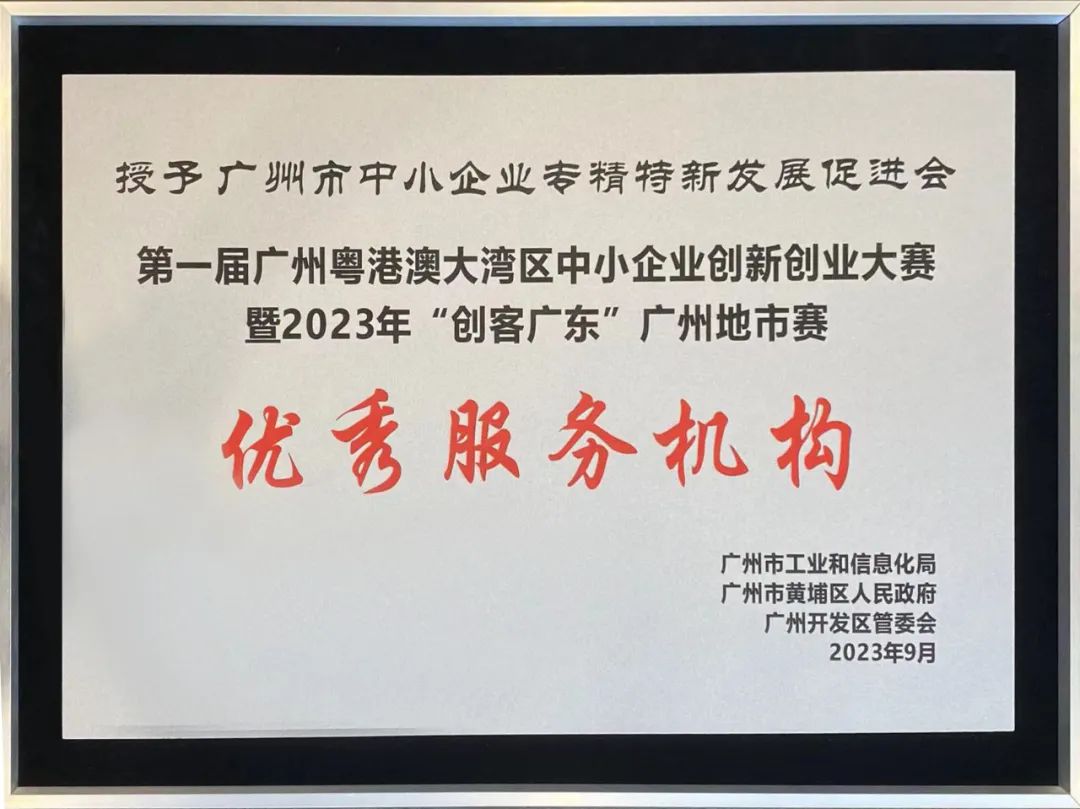 授予 广州市中小企业专精特新发展促进会
第一届广州粤港澳大湾区中小企业创新创业大赛
暨2023年“创客广东”广州地市赛
优秀服务机构
广州市工业和信息化局
广州市黄埔区人民政府
广州开发区管委会
2023年9月